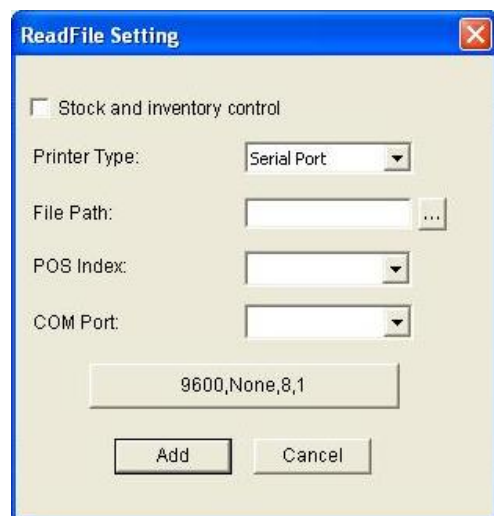 ReadFile Setting
Stock and inventory control
Printer Type: Serial Port
File Path: ...
POS Index:
COM Port:
9600,None,8,1
Add Cancel